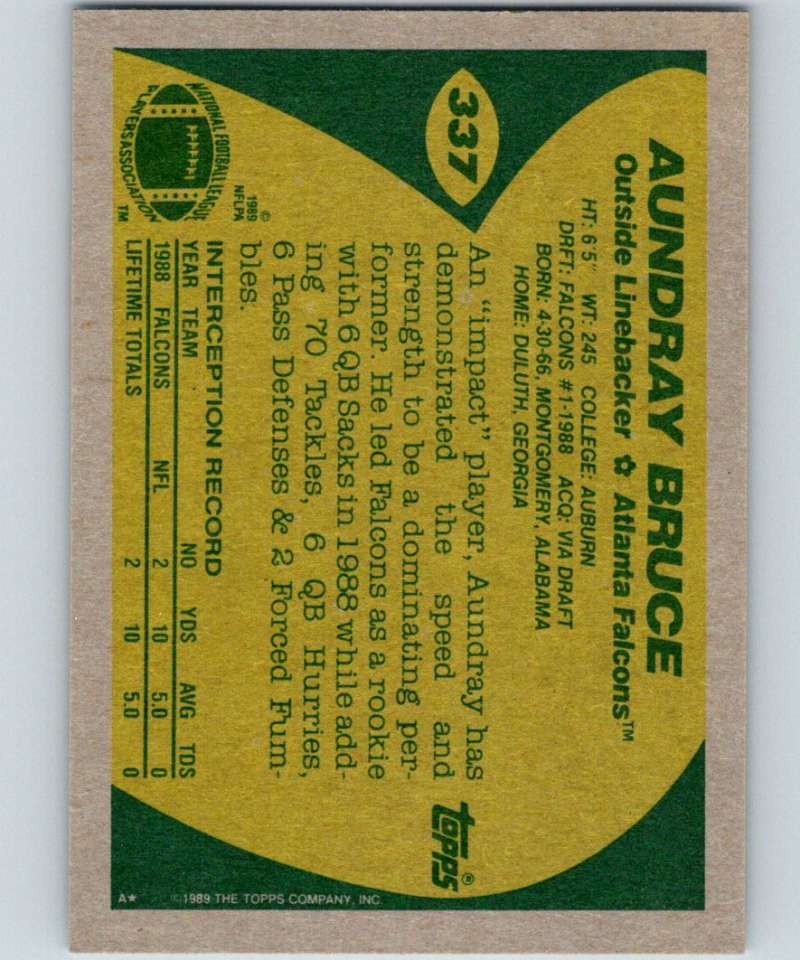 337
AUNDRAY BRUCE
Outside Linebacker ✩ Atlanta Falcons™
HT: 6'5" WT: 245 COLLEGE: AUBURN
DRFT: FALCONS #1-1988 ACQ: VIA DRAFT
BORN: 4-30-66, MONTGOMERY, ALABAMA
HOME: DULUTH, GEORGIA
An "impact" player, Aundray has
demonstrated the speed and
strength to be a dominating per-
former. He led Falcons as a rookie
with 6 QB Sacks in 1988 while add-
ing 70 Tackles, 6 QB Hurries,
6 Pass Defenses & 2 Forced Fum-
bles.
topps®
©
1989
NFLPA
NATIONAL FOOTBALL LEAGUE
PLAYERS ASSOCIATION
TM
INTERCEPTION RECORD
YEAR TEAM NO YDS AVG TDS
1988 FALCONS NFL 2 10 5.0 0
LIFETIME TOTALS 2 10 5.0 0
A★ ©1989 THE TOPPS COMPANY, INC.